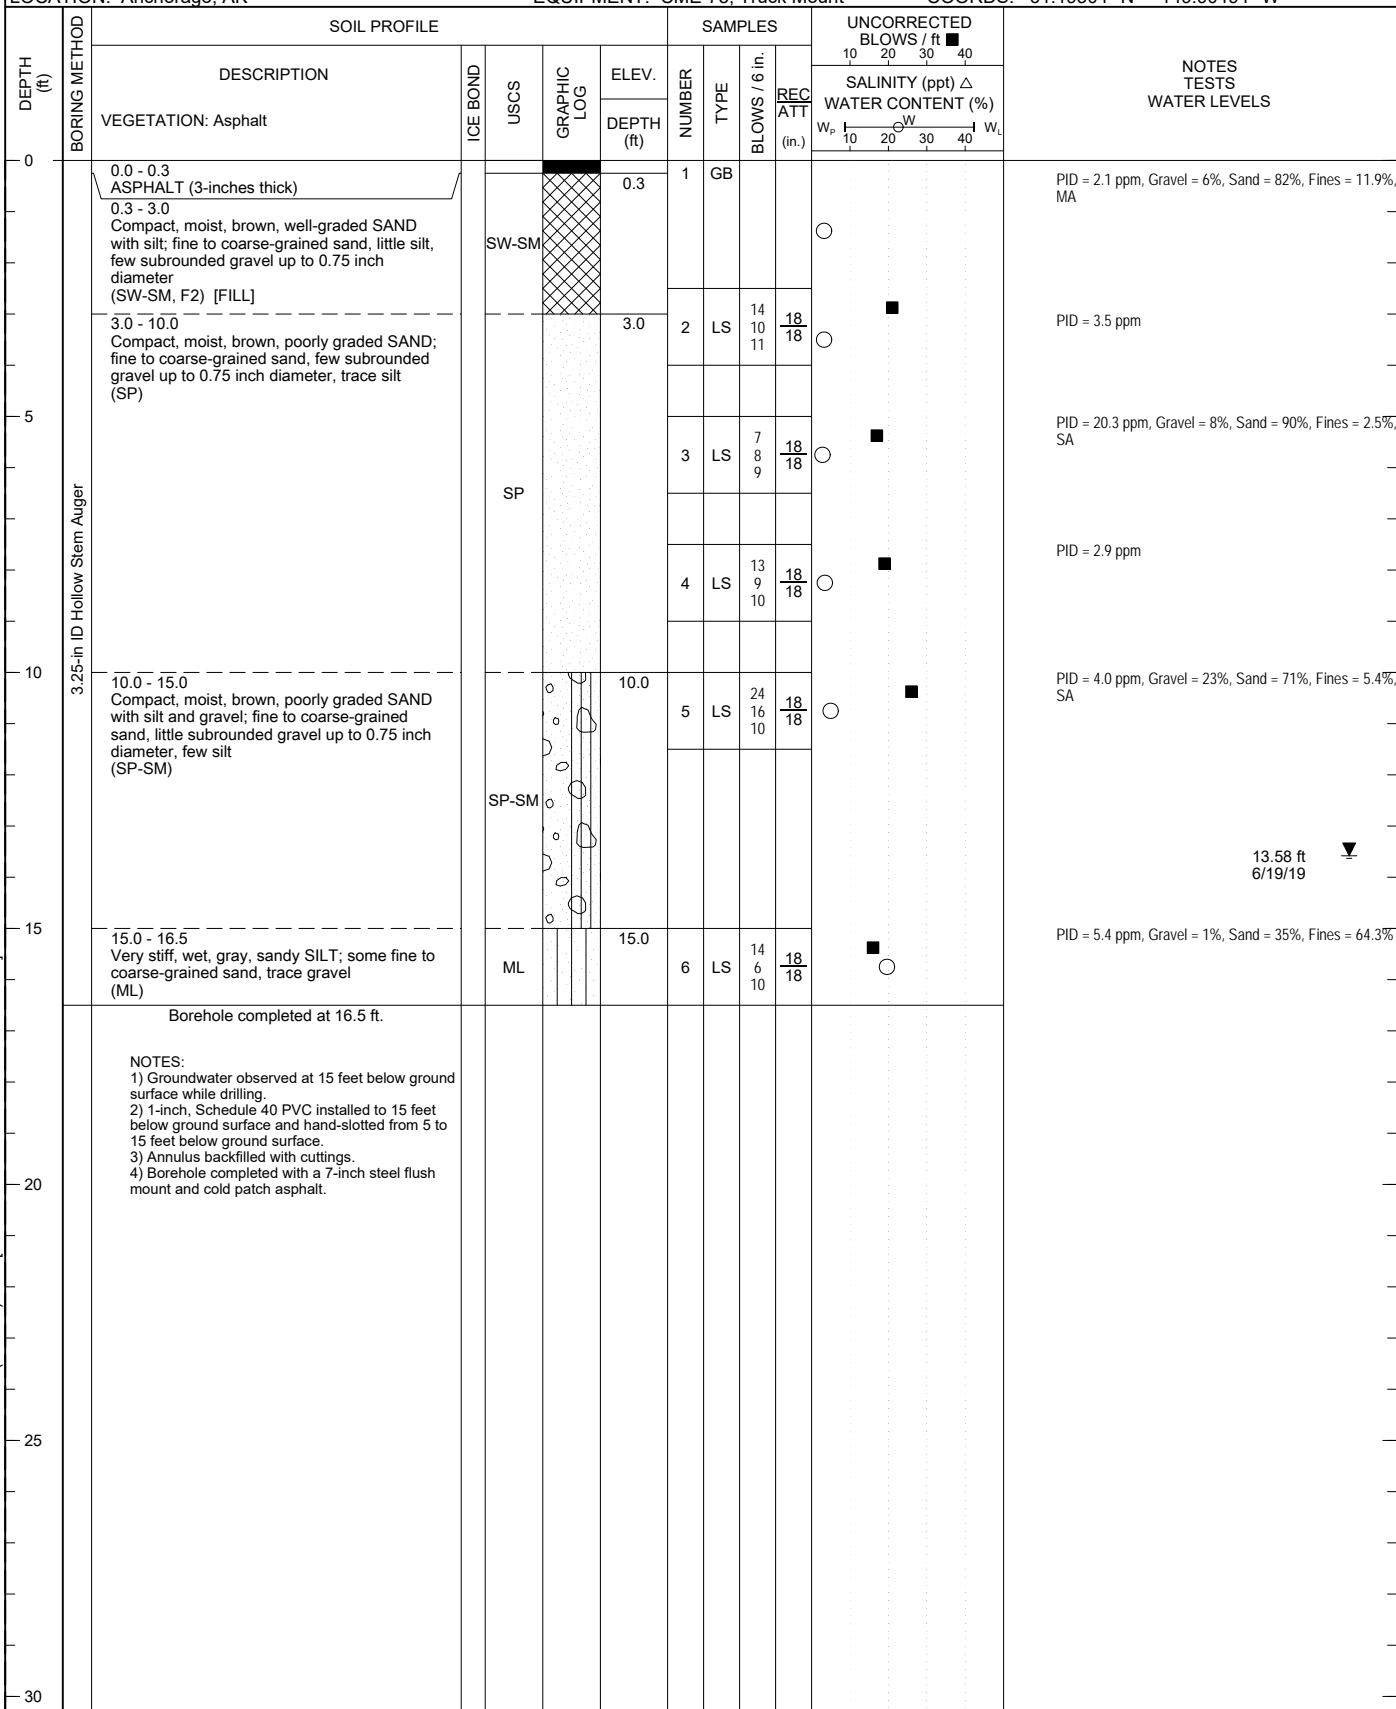 DEPTH
(ft)
BORING METHOD
SOIL PROFILE
DESCRIPTION
VEGETATION: Asphalt
ICE BOND
USCS
GRAPHIC
LOG
ELEV.
DEPTH
(ft)
SAMPLES
NUMBER
TYPE
BLOWS / 6 in.
REC
ATT
(in.)
UNCORRECTED
BLOWS / ft ■
10 20 30 40
SALINITY (ppt) △
WATER CONTENT (%)
W_P W W_L
10 20 30 40
NOTES
TESTS
WATER LEVELS
3.25-in ID Hollow Stem Auger
0
0.0 - 0.3
ASPHALT (3-inches thick)
0.3
1 GB
PID = 2.1 ppm, Gravel = 6%, Sand = 82%, Fines = 11.9%,
MA
0.3 - 3.0
Compact, moist, brown, well-graded SAND
with silt; fine to coarse-grained sand, little silt,
few subrounded gravel up to 0.75 inch
diameter
(SW-SM, F2) [FILL]
SW-SM
3.0 - 10.0
Compact, moist, brown, poorly graded SAND;
fine to coarse-grained sand, few subrounded
gravel up to 0.75 inch diameter, trace silt
(SP)
SP
3.0
2 LS
14
10
11
18
18
PID = 3.5 ppm
5
3 LS
7
8
9
18
18
PID = 20.3 ppm, Gravel = 8%, Sand = 90%, Fines = 2.5%,
SA
4 LS
13
9
10
18
18
PID = 2.9 ppm
10
10.0 - 15.0
Compact, moist, brown, poorly graded SAND
with silt and gravel; fine to coarse-grained
sand, little subrounded gravel up to 0.75 inch
diameter, few silt
(SP-SM)
SP-SM
10.0
5 LS
24
16
10
18
18
PID = 4.0 ppm, Gravel = 23%, Sand = 71%, Fines = 5.4%,
SA
13.58 ft
6/19/19
15
15.0 - 16.5
Very stiff, wet, gray, sandy SILT; some fine to
coarse-grained sand, trace gravel
(ML)
ML
15.0
6 LS
14
6
10
18
18
PID = 5.4 ppm, Gravel = 1%, Sand = 35%, Fines = 64.3%
Borehole completed at 16.5 ft.
NOTES:
1) Groundwater observed at 15 feet below ground
surface while drilling.
2) 1-inch, Schedule 40 PVC installed to 15 feet
below ground surface and hand-slotted from 5 to
15 feet below ground surface.
3) Annulus backfilled with cuttings.
4) Borehole completed with a 7-inch steel flush
mount and cold patch asphalt.
20
25
30